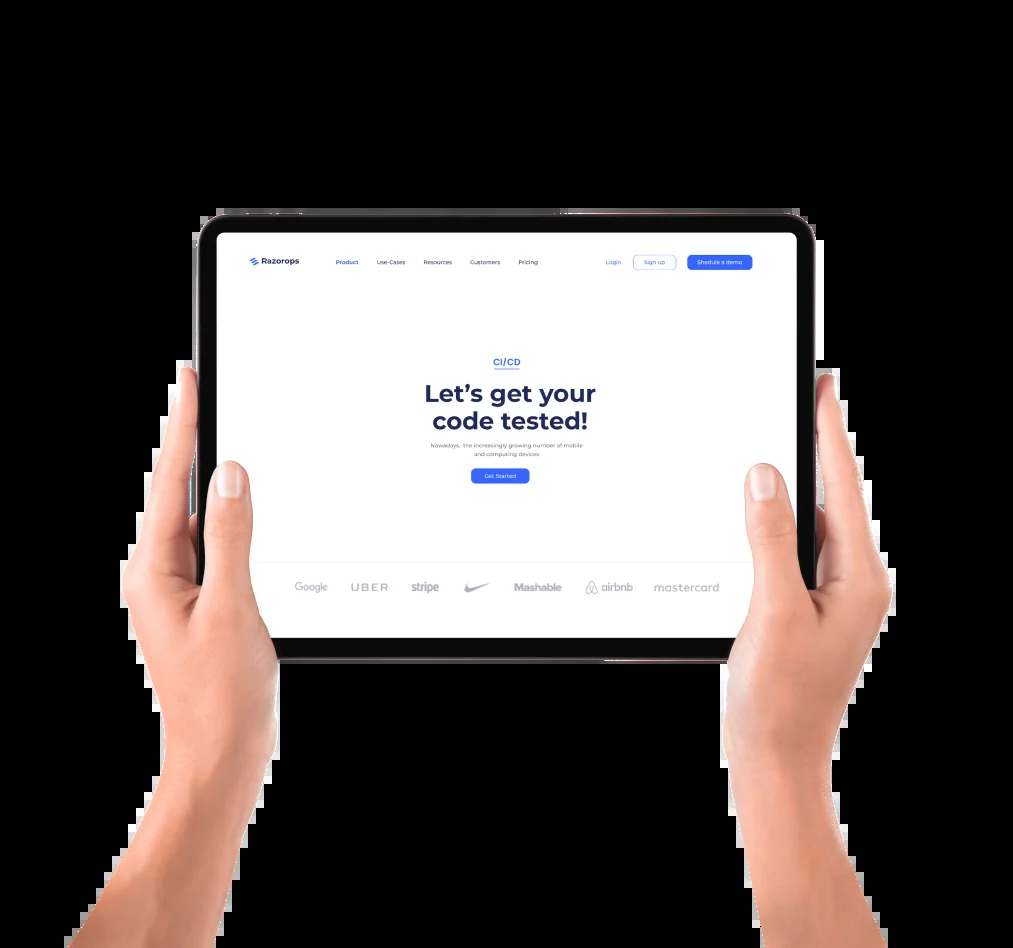 Razorops
Product Use-Cases Resources Customers Pricing
Login Sign up Shedule a demo
CI/CD
Let's get your
code tested!
Nowadays, the increasingly growing number of mobile
and computing devices
Get Started
Google UBER stripe Mashable airbnb mastercard